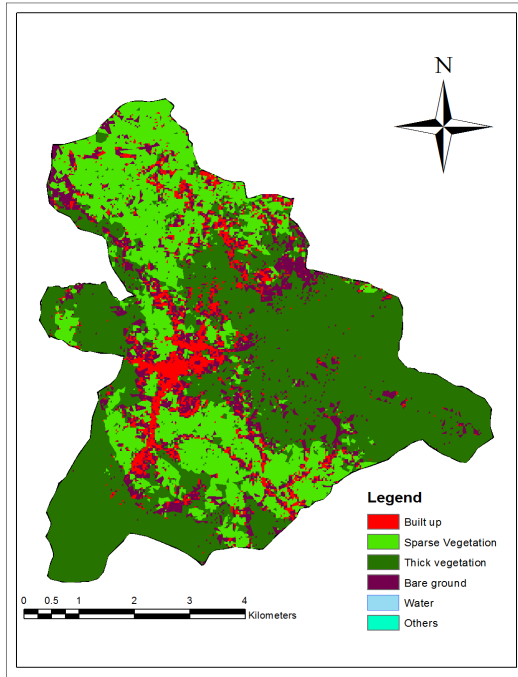 N
Legend
Built up
Sparse Vegetation
Thick vegetation
Bare ground
Water
Others
0 0.5 1 2 3 4
Kilometers